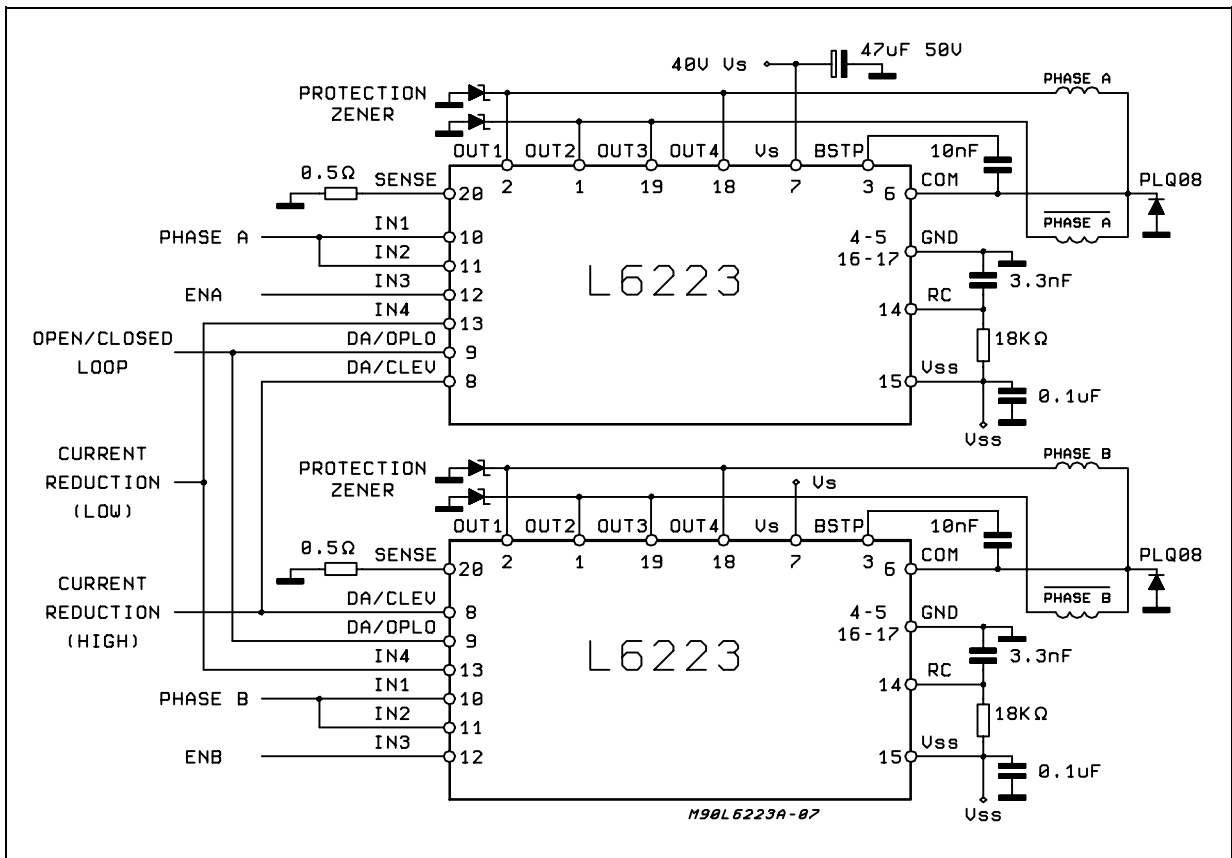 47uF 50V
40V Vs
PHASE A
PROTECTION
ZENER
OUT1 OUT2 OUT3 OUT4 Vs BSTP
10nF
2 1 19 18 7 3
0.5Ω SENSE
20
6 COM
PLQ08
PHASE A
IN1
10
PHASE A
4-5 GND
16-17
IN2
11
L6223
3.3nF
IN3
ENA
12
RC
14
IN4
13
OPEN/CLOSED
LOOP
DA/OPLO
9
18KΩ
DA/CLEV
8
Vss
15
0.1uF
Vss
CURRENT
REDUCTION
(LOW)
PHASE B
PROTECTION
ZENER
Vs
OUT1 OUT2 OUT3 OUT4 Vs BSTP
10nF
2 1 19 18 7 3
0.5Ω SENSE
20
6 COM
PLQ08
CURRENT
REDUCTION
(HIGH)
DA/CLEV
8
PHASE B
4-5 GND
16-17
DA/OPLO
9
L6223
3.3nF
IN4
13
RC
14
PHASE B
IN1
10
IN2
11
18KΩ
IN3
ENB
12
Vss
15
0.1uF
M90L6223A-07
Vss